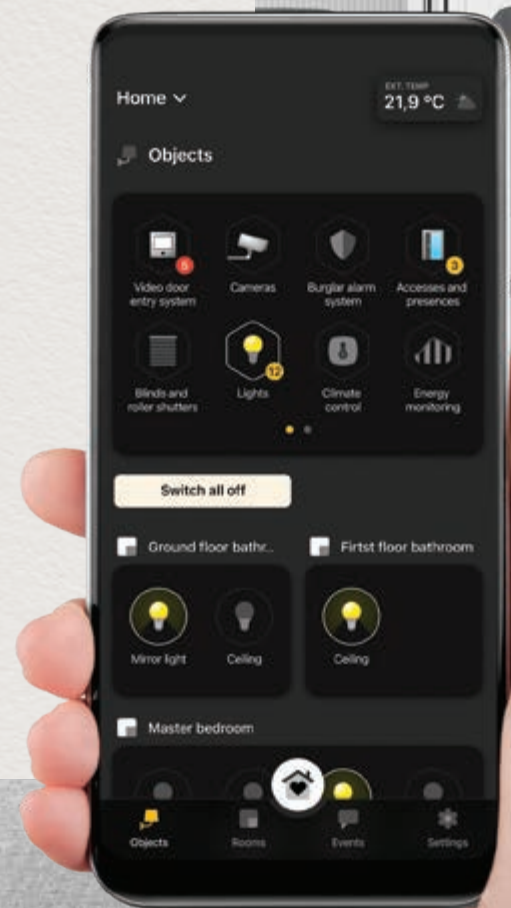 Home
EXT. TEMP
21,9 °C
Objects
5
3
Video door
entry system
Cameras
Burglar alarm
system
Accesses and
presences
12
Blinds and
roller shutters
Lights
Climate
control
Energy
monitoring
Switch all off
Ground floor bathr...
Firtst floor bathroom
Mirror light
Ceiling
Ceiling
Master bedroom
Objects
Rooms
Events
Settings